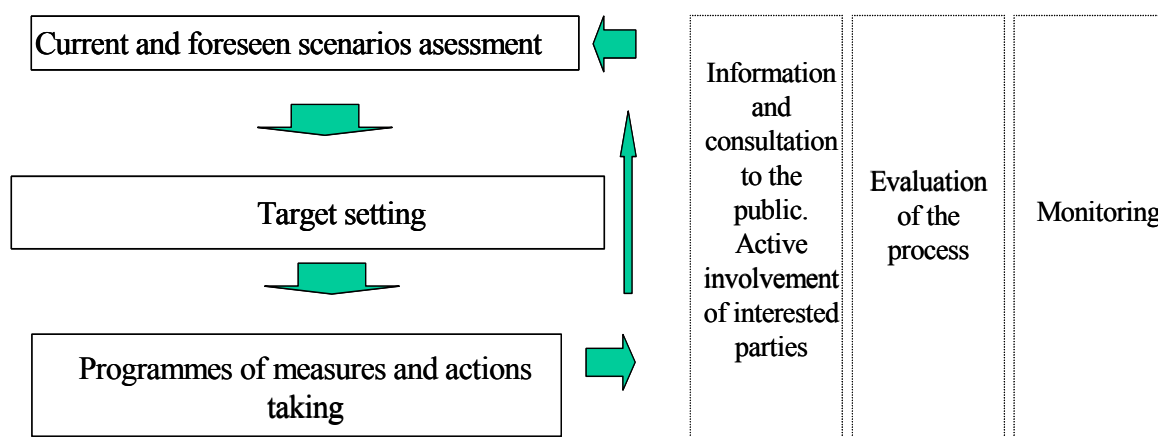 Current and foreseen scenarios asessment
Target setting
Programmes of measures and actions
taking
Information
and
consultation
to the
public.
Active
involvement
of interested
parties
Evaluation
of the
process
Monitoring